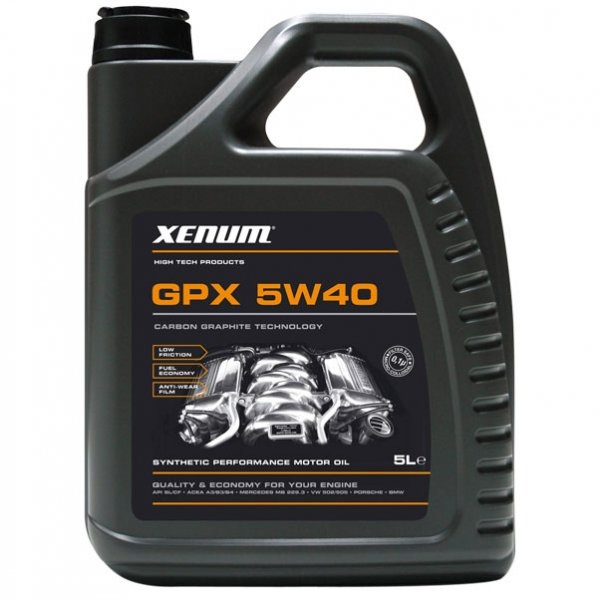 XENUM®
HIGH TECH PRODUCTS
GPX 5W40
CARBON GRAPHITE TECHNOLOGY
LOW
FRICTION
FUEL
ECONOMY
ANTI-WEAR
FILM
0,1µ
SYNTHETIC PERFORMANCE MOTOR OIL
5L℮
QUALITY & ECONOMY FOR YOUR ENGINE
API SL/CF • ACEA A3/B3/B4 • MERCEDES MB 229.3 • VW 502/505 • PORSCHE • BMW